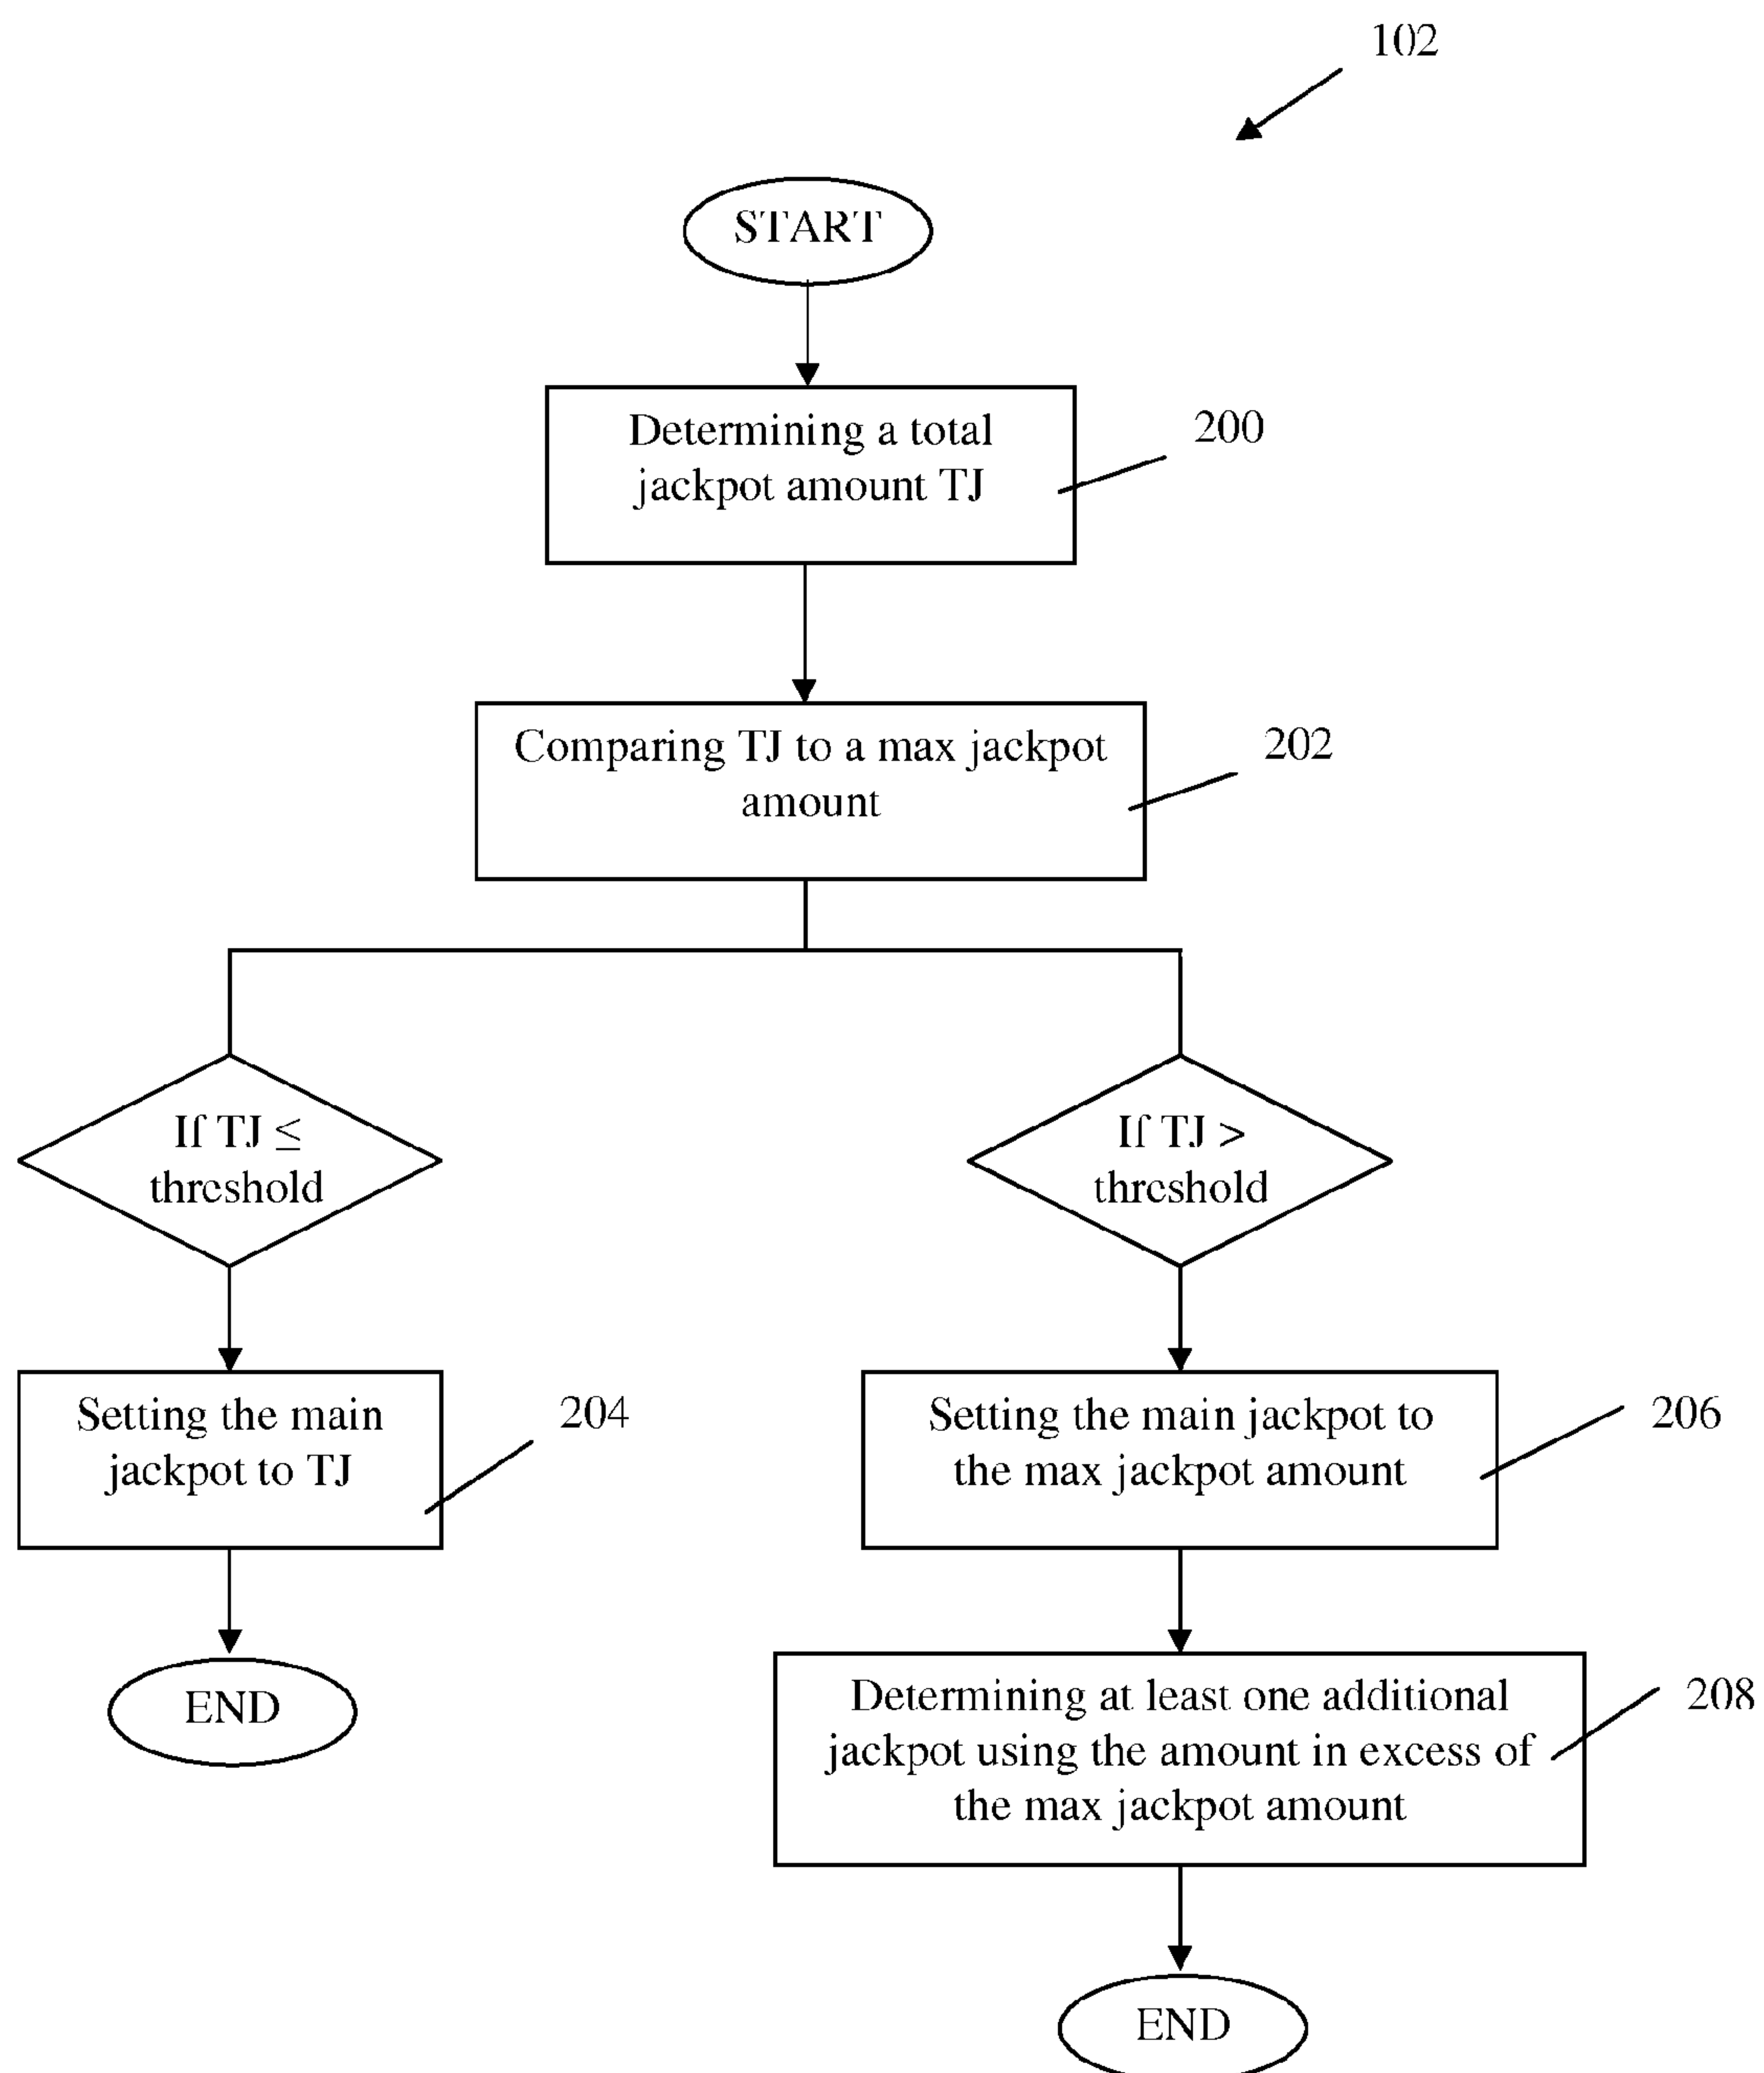 102
START
Determining a total
jackpot amount TJ
200
Comparing TJ to a max jackpot
amount
202
If TJ ≤
threshold
If TJ >
threshold
Setting the main
jackpot to TJ
204
Setting the main jackpot to
the max jackpot amount
206
END
Determining at least one additional
jackpot using the amount in excess of
the max jackpot amount
208
END